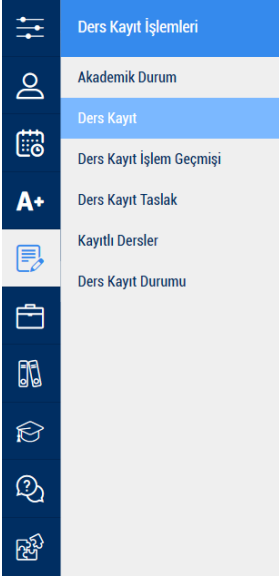 Ders Kayıt İşlemleri
Akademik Durum
Ders Kayıt
Ders Kayıt İşlem Geçmişi
A+
Ders Kayıt Taslak
Kayıtlı Dersler
Ders Kayıt Durumu